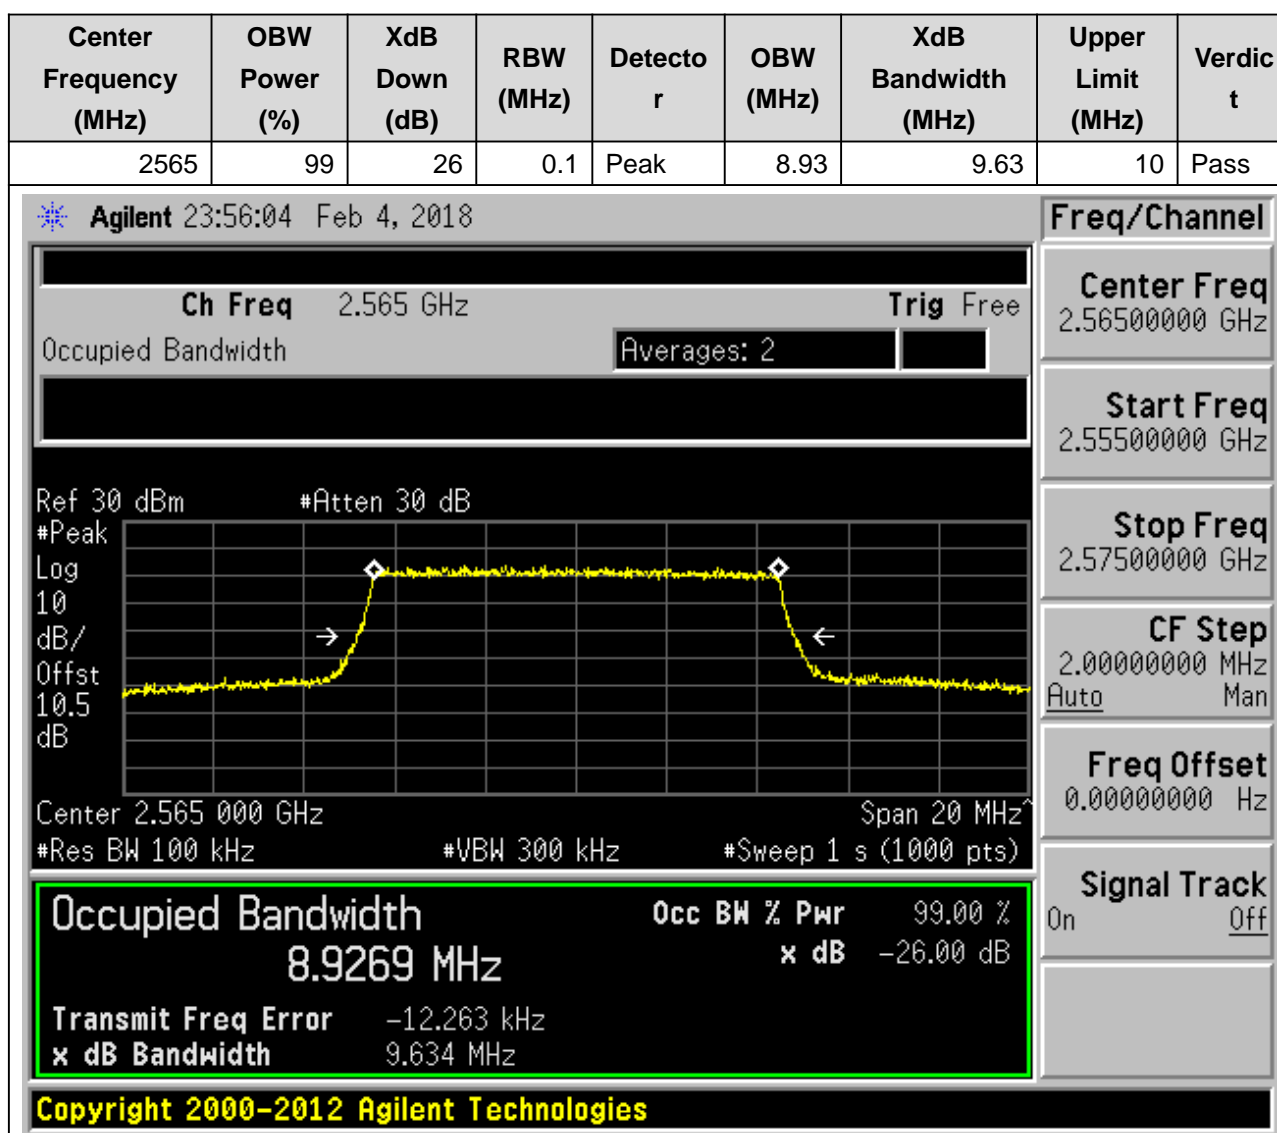 Center Frequency (MHz) OBW Power (%) XdB Down (dB) RBW (MHz) Detector OBW (MHz) XdB Bandwidth (MHz) Upper Limit (MHz) Verdict
2565 99 26 0.1 Peak 8.93 9.63 10 Pass
Agilent 23:56:04 Feb 4, 2018
Freq/Channel
Ch Freq 2.565 GHz Trig Free
Occupied Bandwidth Averages: 2
Center Freq
2.56500000 GHz
Start Freq
2.55500000 GHz
Stop Freq
2.57500000 GHz
CF Step
2.00000000 MHz
Auto Man
Freq Offset
0.00000000 Hz
Signal Track
On Off
Ref 30 dBm #Atten 30 dB
#Peak
Log
10
dB/
Offst
10.5
dB
Center 2.565 000 GHz Span 20 MHz^
#Res BW 100 kHz #VBW 300 kHz #Sweep 1 s (1000 pts)
Occupied Bandwidth Occ BW % Pwr 99.00 %
8.9269 MHz x dB -26.00 dB
Transmit Freq Error -12.263 kHz
x dB Bandwidth 9.634 MHz
Copyright 2000-2012 Agilent Technologies